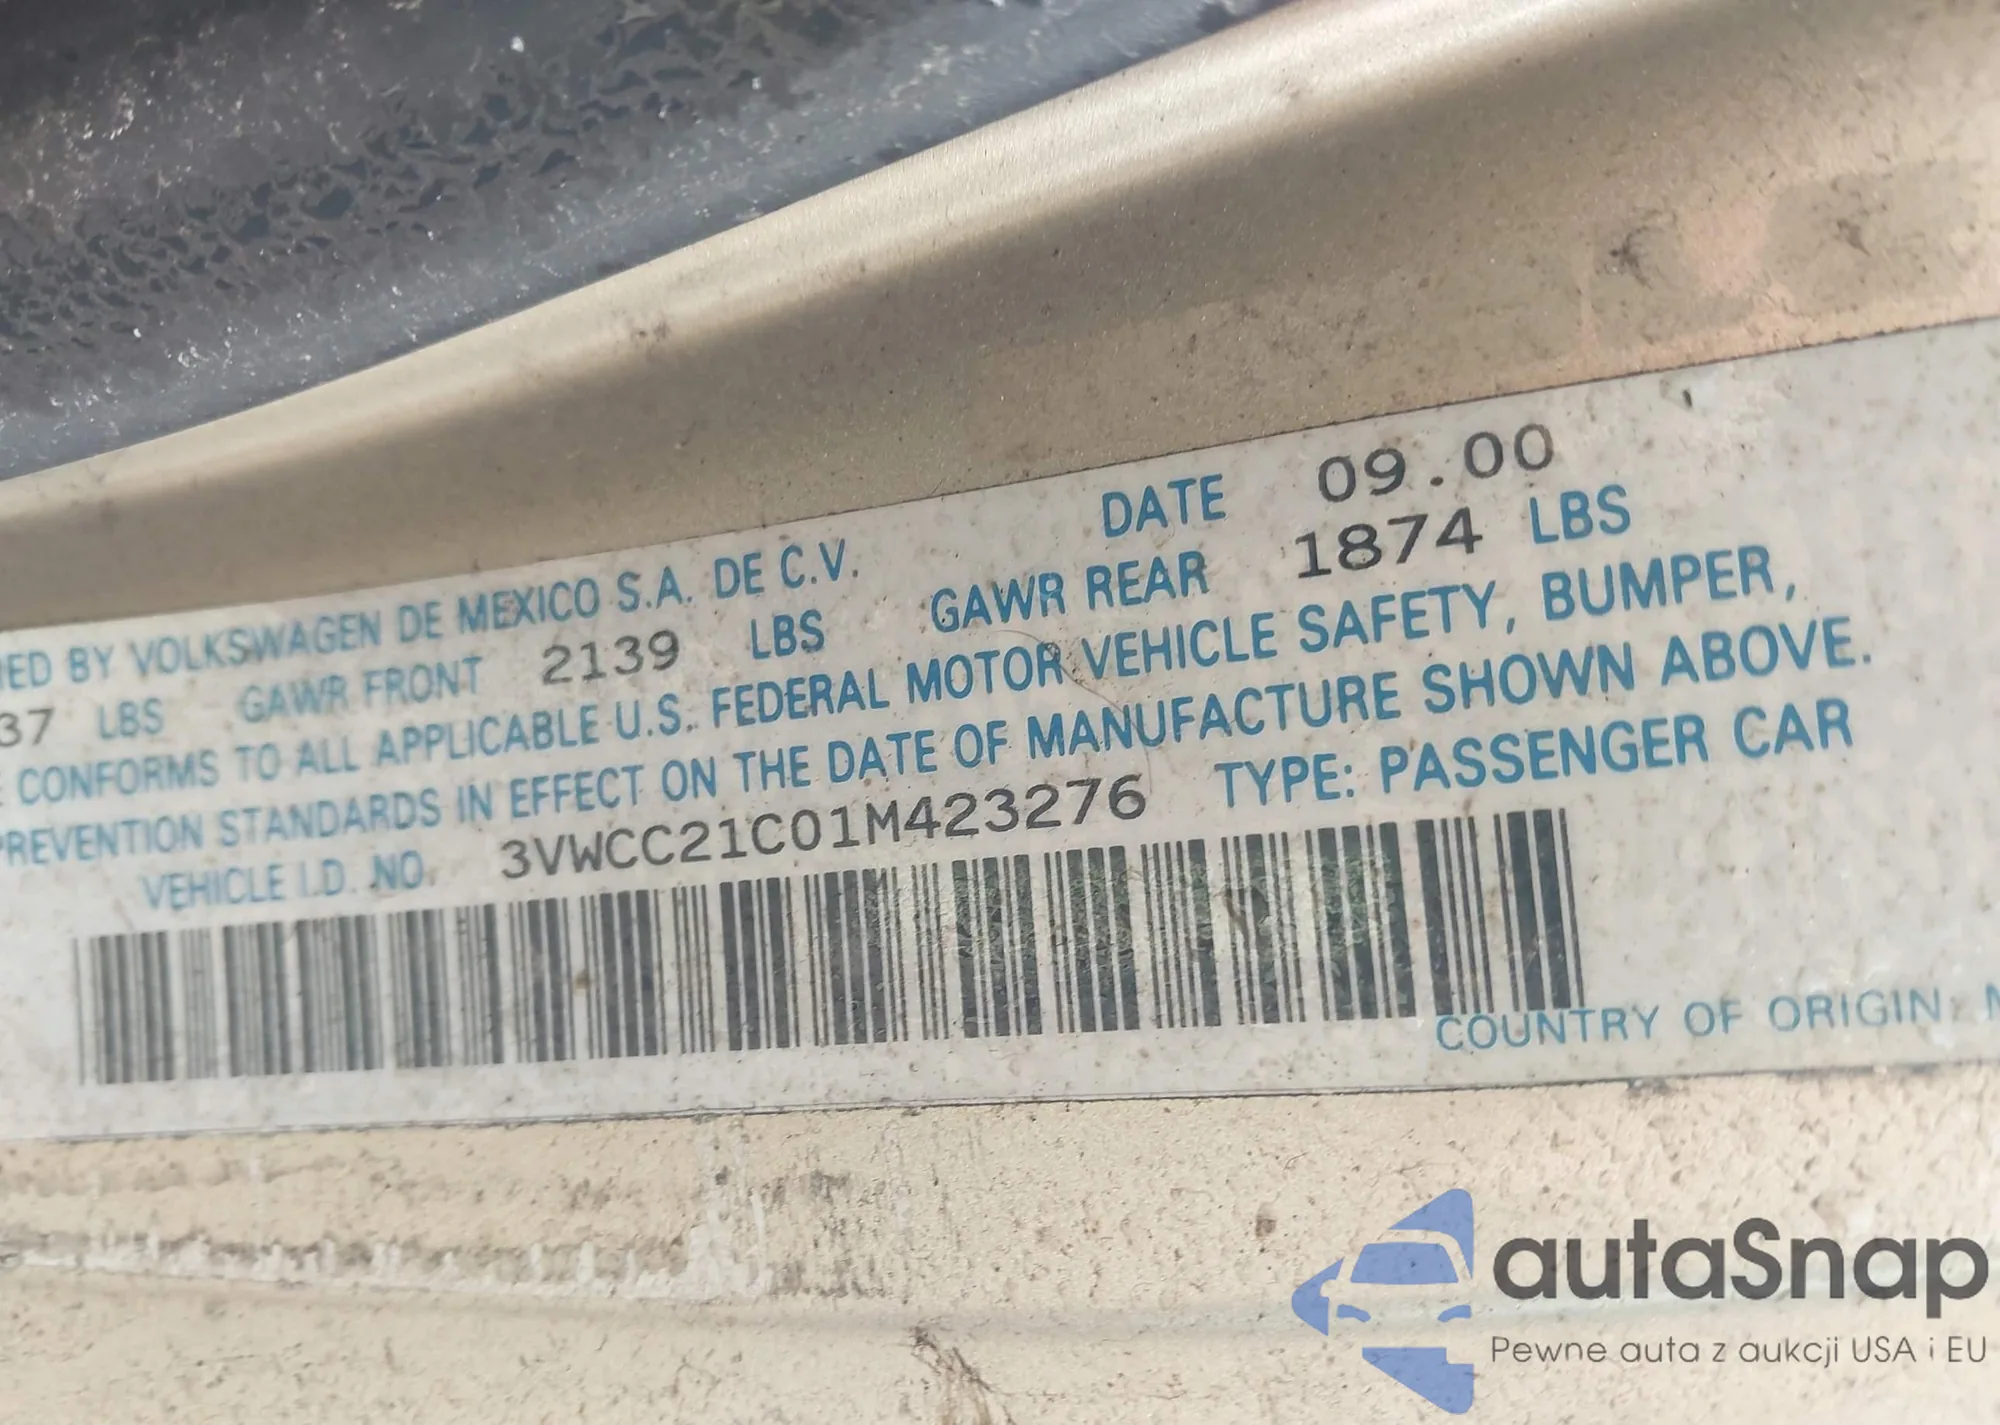 RED BY VOLKSWAGEN DE MEXICO S.A. DE C.V. DATE 09.00
37 LBS GAWR FRONT 2139 LBS GAWR REAR 1874 LBS
E CONFORMS TO ALL APPLICABLE U.S. FEDERAL MOTOR VEHICLE SAFETY, BUMPER,
PREVENTION STANDARDS IN EFFECT ON THE DATE OF MANUFACTURE SHOWN ABOVE.
VEHICLE I.D. NO. 3VWCC21C01M423276 TYPE: PASSENGER CAR
COUNTRY OF ORIGIN: M
autaSnap
Pewne auta z aukcji USA i EU